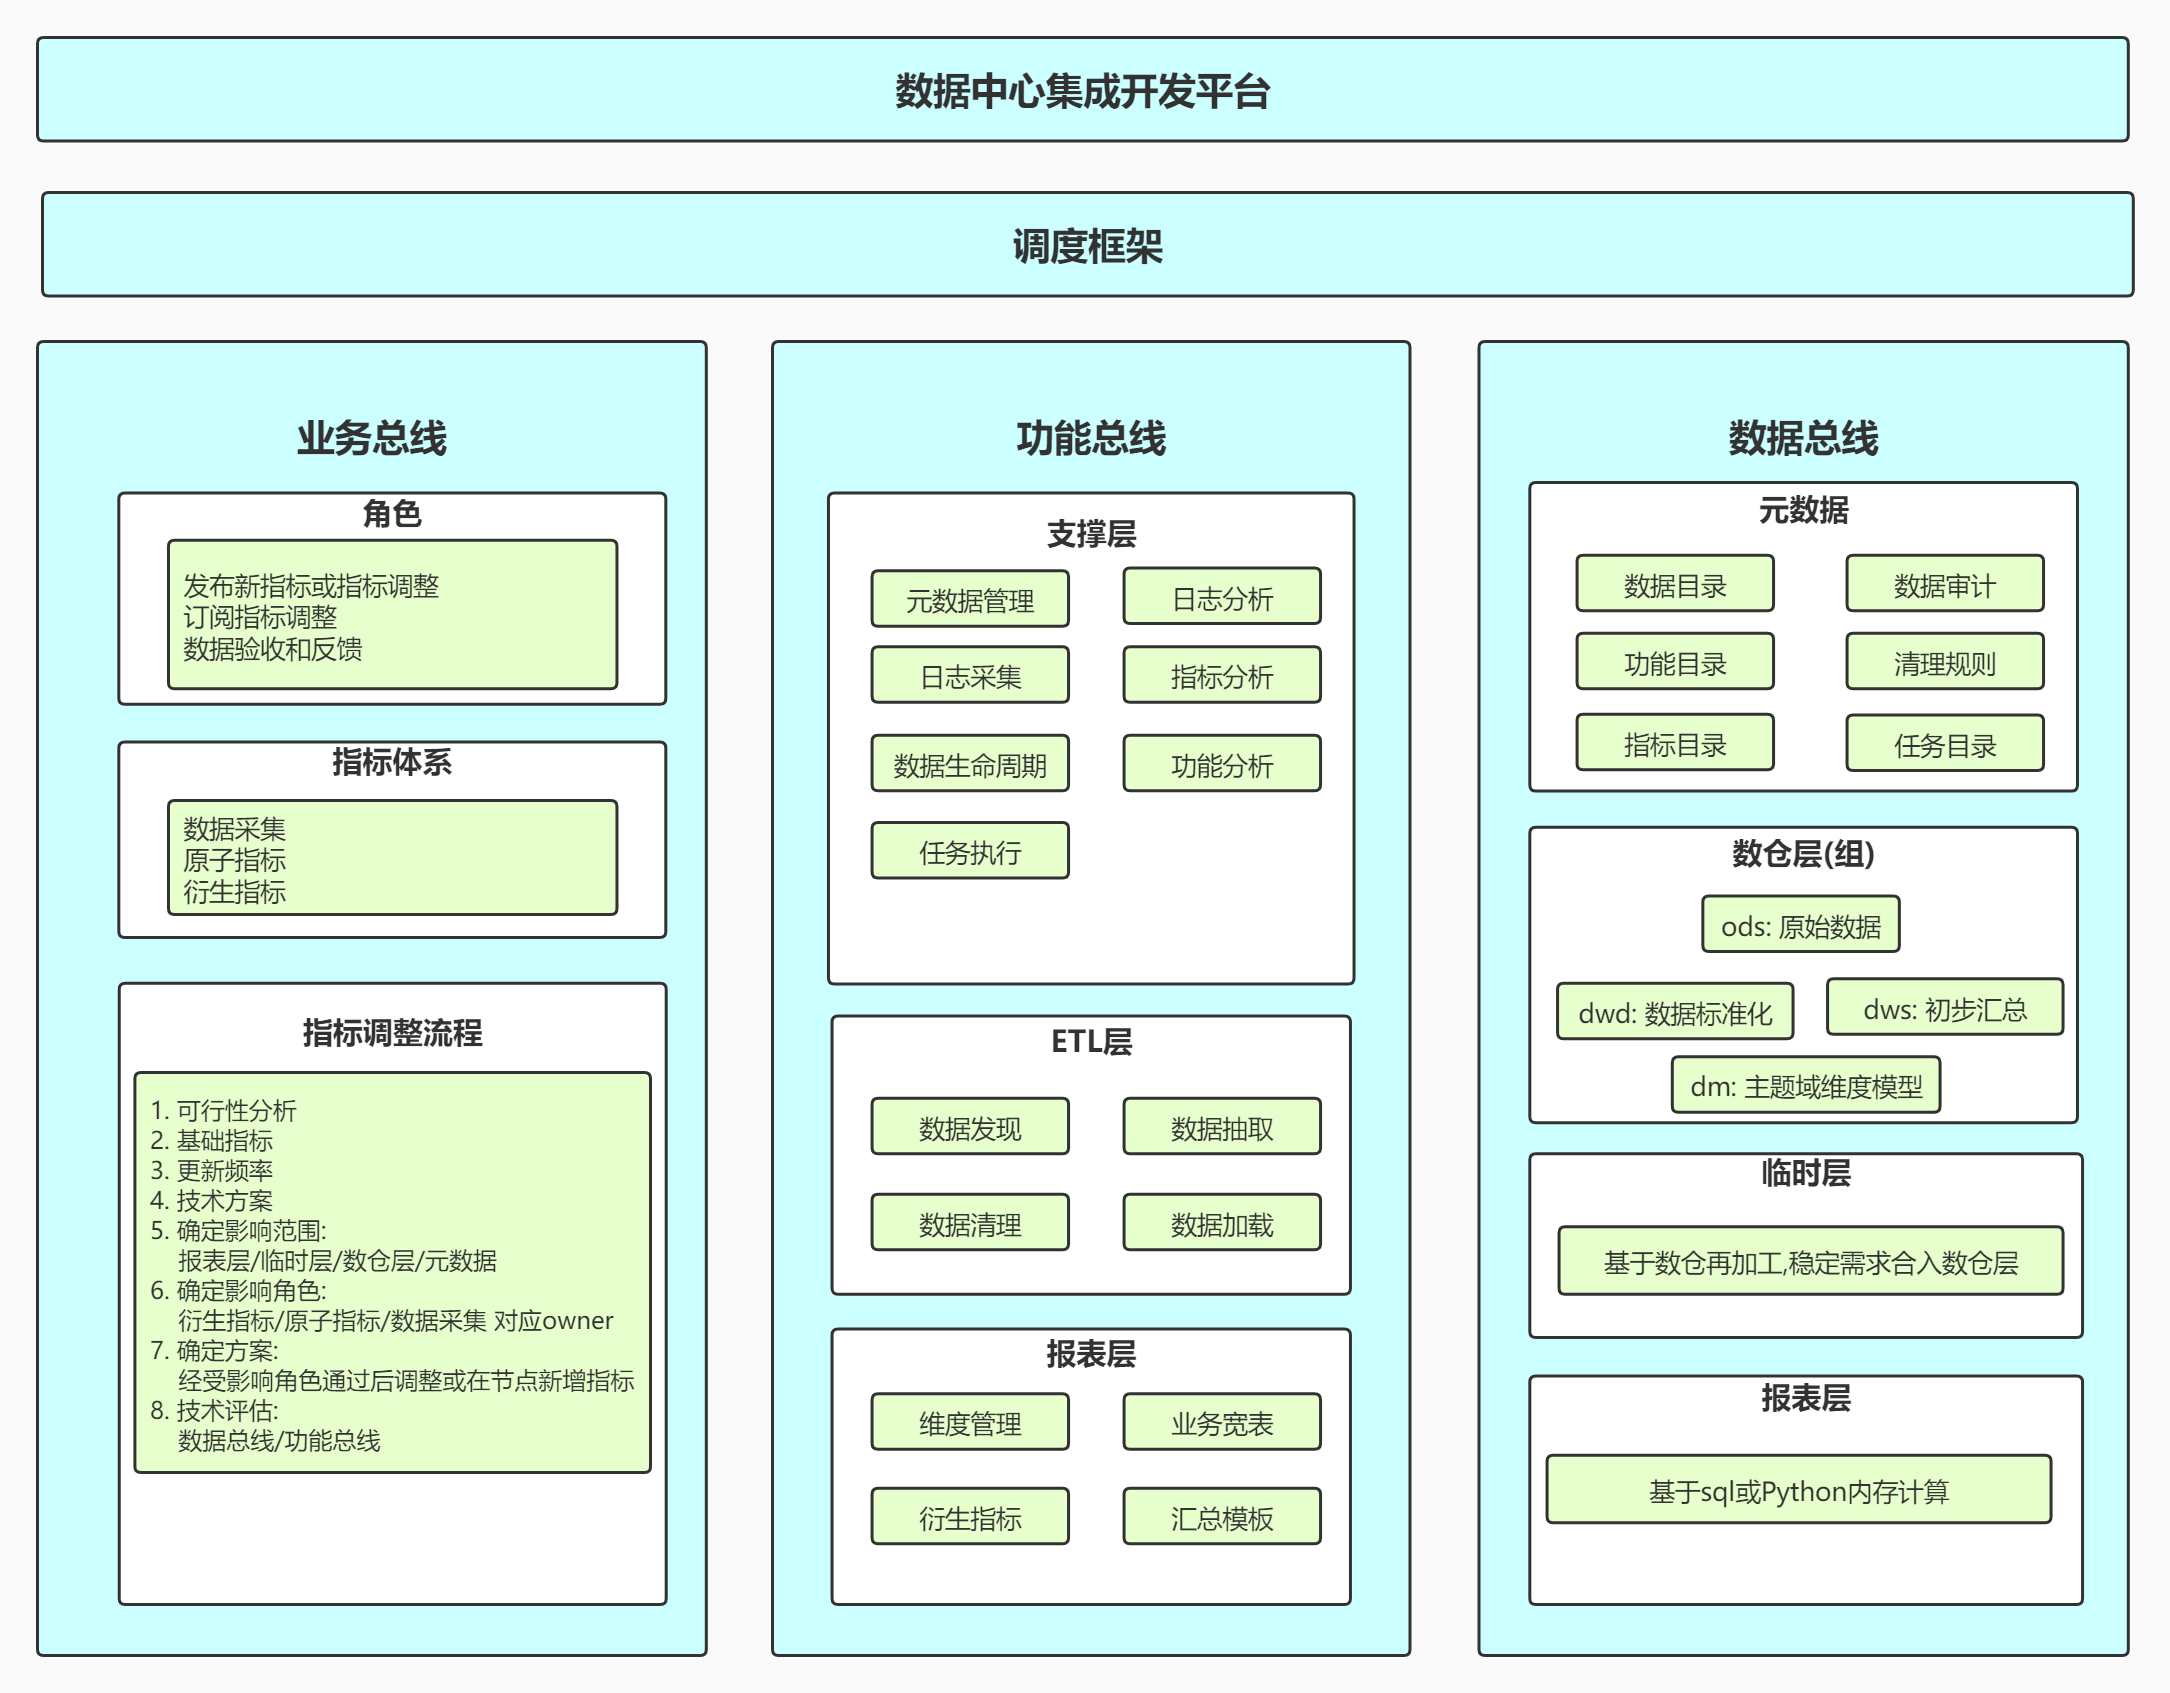 数据中心集成开发平台
调度框架
业务总线
角色
发布新指标或指标调整
订阅指标调整
数据验收和反馈
指标体系
数据采集
原子指标
衍生指标
指标调整流程
1. 可行性分析
2. 基础指标
3. 更新频率
4. 技术方案
5. 确定影响范围:
报表层/临时层/数仓层/元数据
6. 确定影响角色:
衍生指标/原子指标/数据采集 对应owner
7. 确定方案:
经受影响角色通过后调整或在节点新增指标
8. 技术评估:
数据总线/功能总线
功能总线
支撑层
元数据管理
日志分析
日志采集
指标分析
数据生命周期
功能分析
任务执行
ETL层
数据发现
数据抽取
数据清理
数据加载
报表层
维度管理
业务宽表
衍生指标
汇总模板
数据总线
元数据
数据目录
数据审计
功能目录
清理规则
指标目录
任务目录
数仓层(组)
ods: 原始数据
dwd: 数据标准化
dws: 初步汇总
dm: 主题域维度模型
临时层
基于数仓再加工,稳定需求合入数仓层
报表层
基于sql或Python内存计算